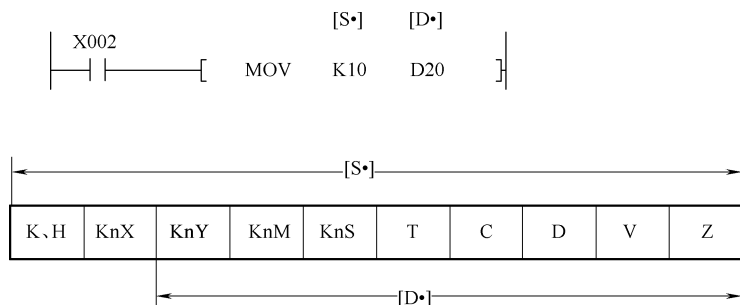 [S•] [D•]
X002
MOV K10 D20
[S•]
K、H KnX KnY KnM KnS T C D V Z
[D•]